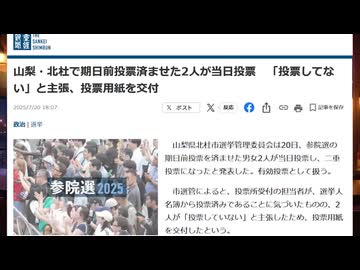 産経新聞
THE SANKEI SHIMBUN
山梨・北杜で期日前投票済ませた2人が当日投票　「投票してな
い」と主張、投票用紙を交付
2025/7/20 18:07
ポスト
反応
記事を保存
政治｜選挙
参院選 2025
山梨県北杜市選挙管理委員会は20日、参院選の
期日前投票を済ませた男女2人が当日投票し、二重
投票になったと発表した。有効投票として扱う。
市選管によると、投票所受付の担当者が、選挙人
名簿から投票済みであることに気づいたものの、2
人が「投票していない」と主張したため、投票用紙
を交付したという。